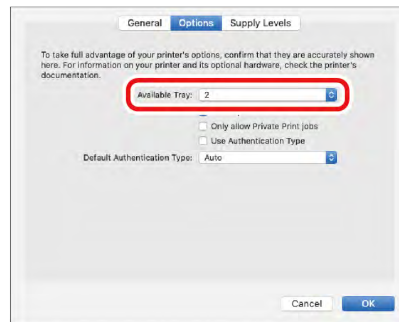 General Options Supply Levels
To take full advantage of your printer's options, confirm that they are accurately shown
here. For information on your printer and its optional hardware, check the printer's
documentation.
Available Tray: 2
Only allow Private Print jobs
Use Authentication Type
Default Authentication Type: Auto
Cancel OK